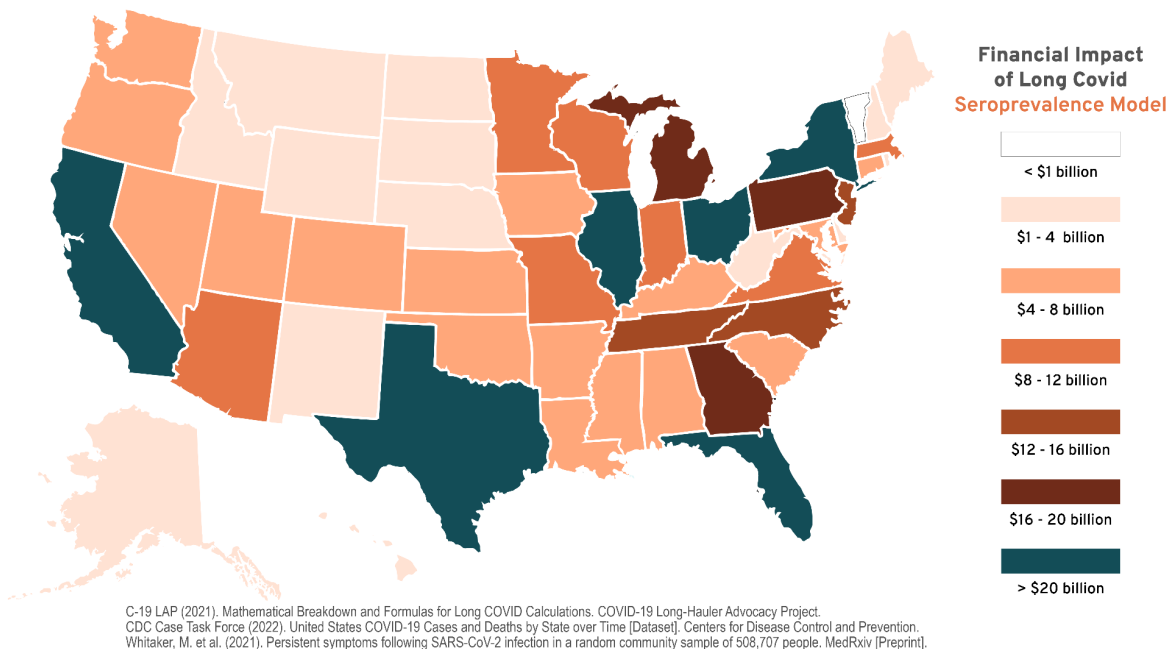 Financial Impact
of Long Covid
Seroprevalence Model
< $1 billion
$1 - 4 billion
$4 - 8 billion
$8 - 12 billion
$12 - 16 billion
$16 - 20 billion
> $20 billion
C-19 LAP (2021). Mathematical Breakdown and Formulas for Long COVID Calculations. COVID-19 Long-Hauler Advocacy Project.
CDC Case Task Force (2022). United States COVID-19 Cases and Deaths by State over Time [Dataset]. Centers for Disease Control and Prevention.
Whitaker, M. et al. (2021). Persistent symptoms following SARS-CoV-2 infection in a random community sample of 508,707 people. MedRxiv [Preprint].